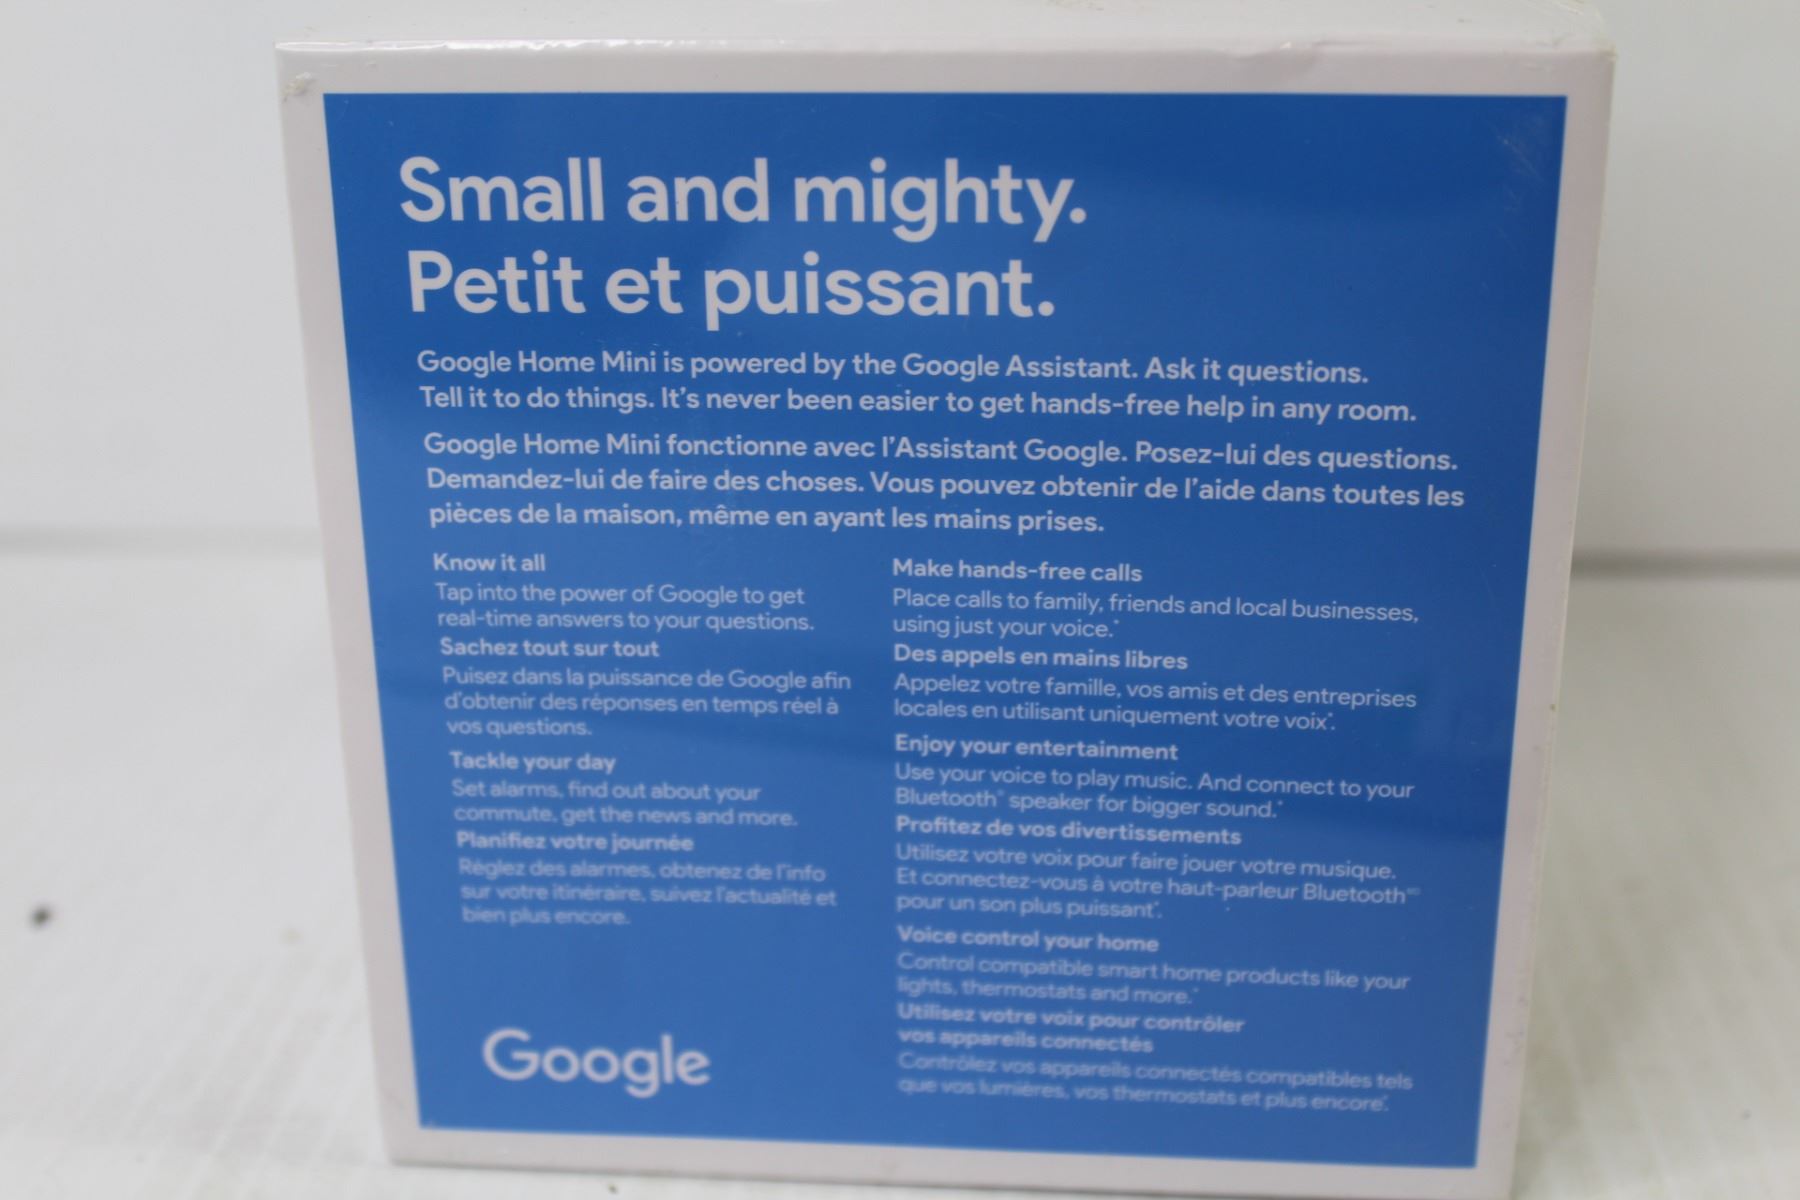 Small and mighty.
Petit et puissant.
Google Home Mini is powered by the Google Assistant. Ask it questions.
Tell it to do things. It's never been easier to get hands-free help in any room.
Google Home Mini fonctionne avec l'Assistant Google. Posez-lui des questions.
Demandez-lui de faire des choses. Vous pouvez obtenir de l'aide dans toutes les
pièces de la maison, même en ayant les mains prises.
Know it all
Tap into the power of Google to get
real-time answers to your questions.
Sachez tout sur tout
Puisez dans la puissance de Google afin
d'obtenir des réponses en temps réel à
vos questions.
Tackle your day
Set alarms, find out about your
commute, get the news and more.
Planifiez votre journée
Réglez des alarmes, obtenez de l'info
sur votre itinéraire, suivez l'actualité et
bien plus encore.
Make hands-free calls
Place calls to family, friends and local businesses,
using just your voice.*
Des appels en mains libres
Appelez votre famille, vos amis et des entreprises
locales en utilisant uniquement votre voix*.
Enjoy your entertainment
Use your voice to play music. And connect to your
Bluetooth® speaker for bigger sound.*
Profitez de vos divertissements
Utilisez votre voix pour faire jouer votre musique.
Et connectez-vous à votre haut-parleur Bluetooth
pour un son plus puissant*.
Voice control your home
Control compatible smart home products like your
lights, thermostats and more.*
Utilisez votre voix pour contrôler
vos appareils connectés
Contrôlez vos appareils connectés compatibles tels
que vos lumières, vos thermostats et plus encore*.
Google